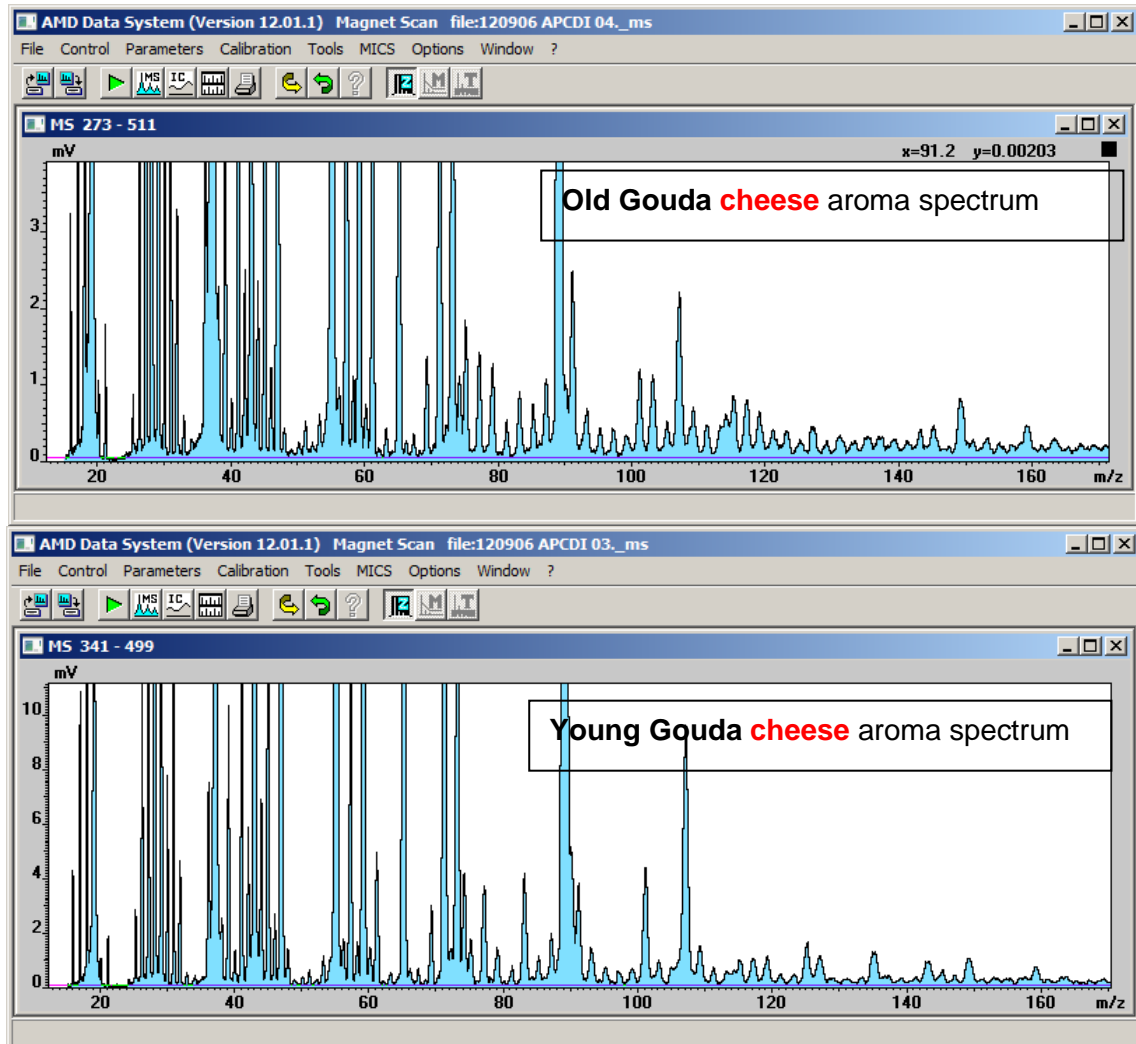 AMD Data System (Version 12.01.1) Magnet Scan file:120906 APCDI 04._ms
File Control Parameters Calibration Tools MICS Options Window ?
MS IC M T
MS 273 - 511
mV x=91.2 y=0.00203
Old Gouda cheese aroma spectrum
3
2
1
0
20 40 60 80 100 120 140 160 m/z
AMD Data System (Version 12.01.1) Magnet Scan file:120906 APCDI 03._ms
File Control Parameters Calibration Tools MICS Options Window ?
MS IC M T
MS 341 - 499
mV
Young Gouda cheese aroma spectrum
10
8
6
4
2
0
20 40 60 80 100 120 140 160 m/z